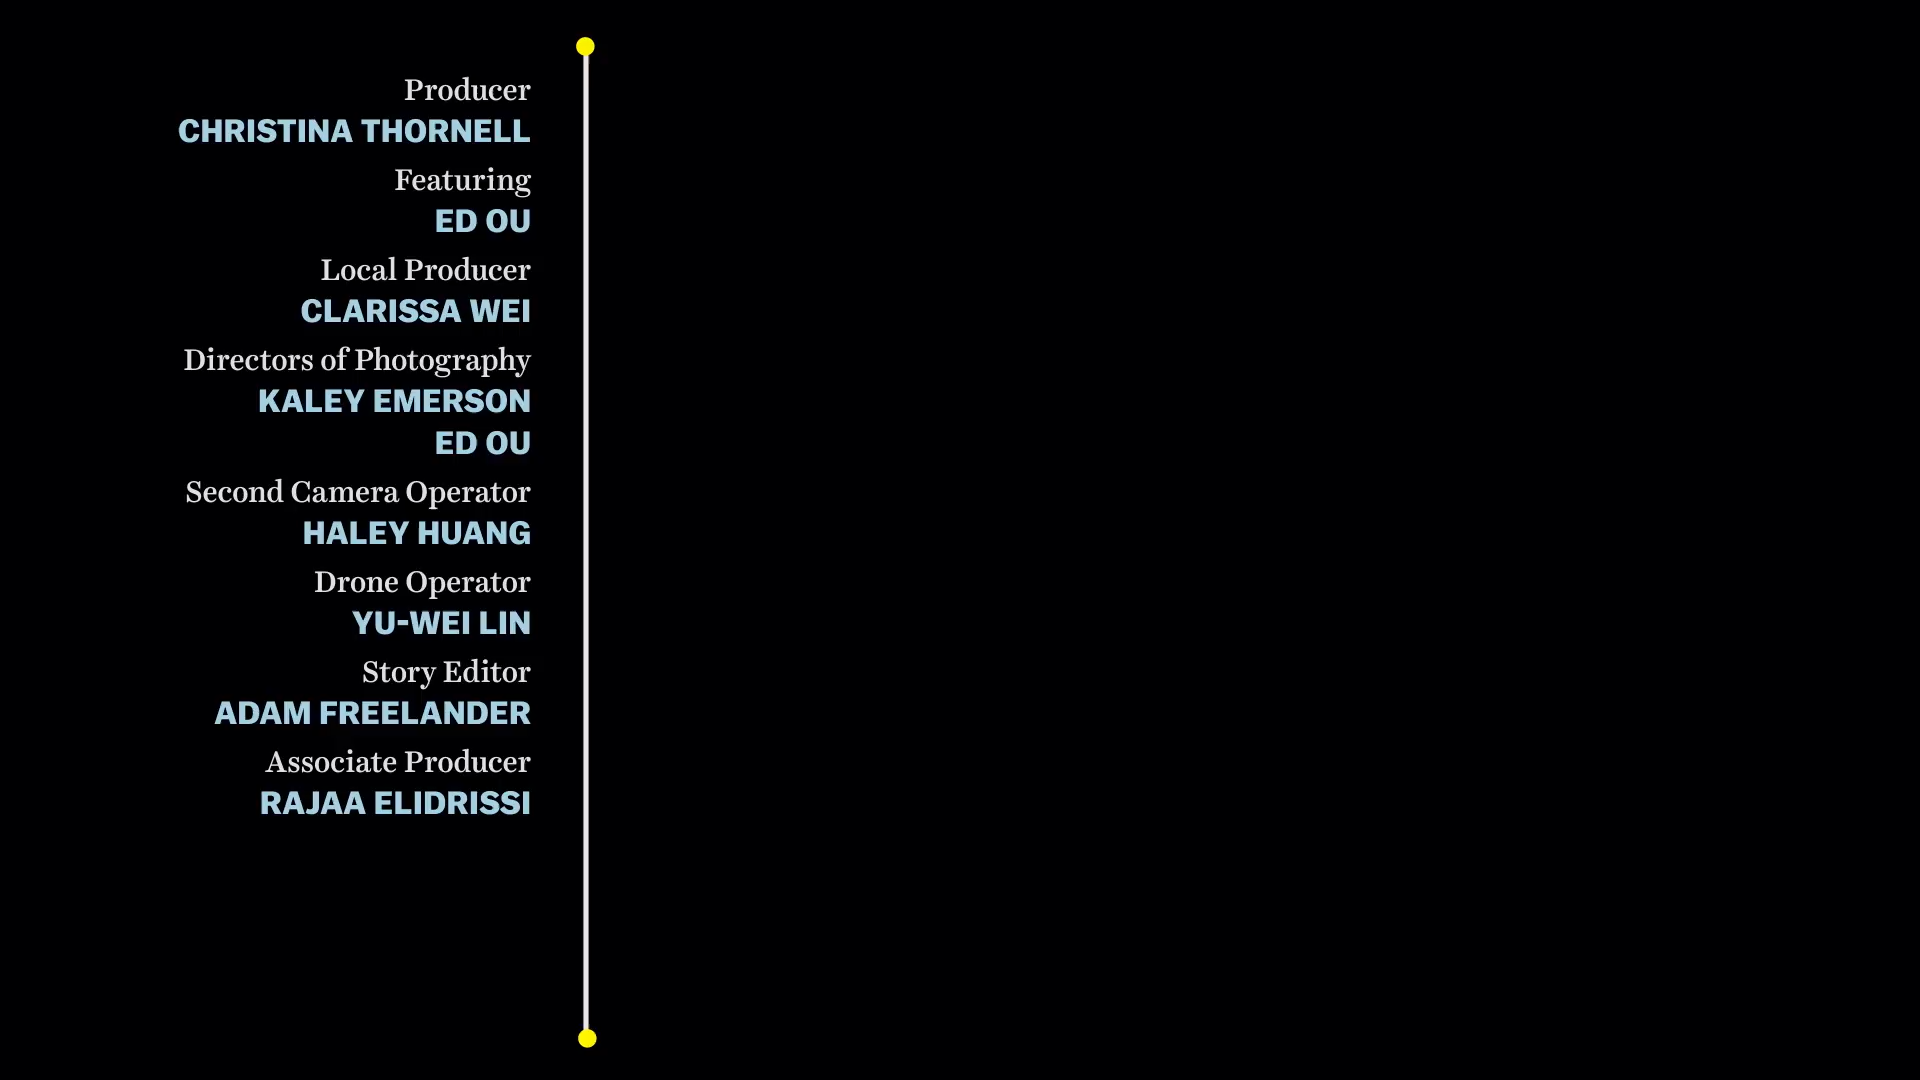 Producer
CHRISTINA THORNELL
Featuring
ED OU
Local Producer
CLARISSA WEI
Directors of Photography
KALEY EMERSON
ED OU
Second Camera Operator
HALEY HUANG
Drone Operator
YU-WEI LIN
Story Editor
ADAM FREELANDER
Associate Producer
RAJAA ELIDRISSI